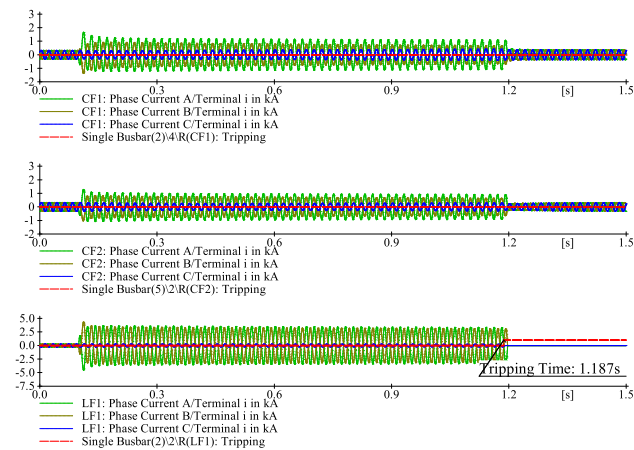 3
2
1
0
-1
-2
0.0 0.3 0.6 0.9 1.2 [s] 1.5
CF1: Phase Current A/Terminal i in kA
CF1: Phase Current B/Terminal i in kA
CF1: Phase Current C/Terminal i in kA
Single Busbar(2)\4\R(CF1): Tripping
3
2
1
0
-1
-2
0.0 0.3 0.6 0.9 1.2 [s] 1.5
CF2: Phase Current A/Terminal i in kA
CF2: Phase Current B/Terminal i in kA
CF2: Phase Current C/Terminal i in kA
Single Busbar(5)\2\R(CF2): Tripping
5.0
2.5
0.0
-2.5
-5.0
-7.5
Tripping Time: 1.187s
0.0 0.3 0.6 0.9 1.2 [s] 1.5
LF1: Phase Current A/Terminal i in kA
LF1: Phase Current B/Terminal i in kA
LF1: Phase Current C/Terminal i in kA
Single Busbar(2)\2\R(LF1): Tripping